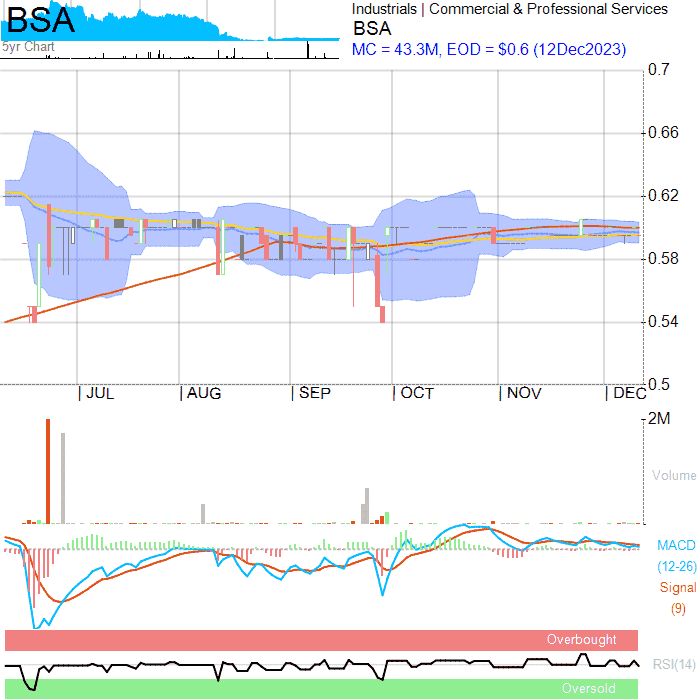 BSA
5yr Chart
Industrials | Commercial & Professional Services
BSA
MC = 43.3M, EOD = $0.6 (12Dec2023)
0.7
0.66
0.62
0.58
0.54
0.5
| JUL | AUG | SEP | OCT | NOV | DEC
2M
Volume
MACD
(12-26)
Signal
(9)
Overbought
RSI(14)
Oversold